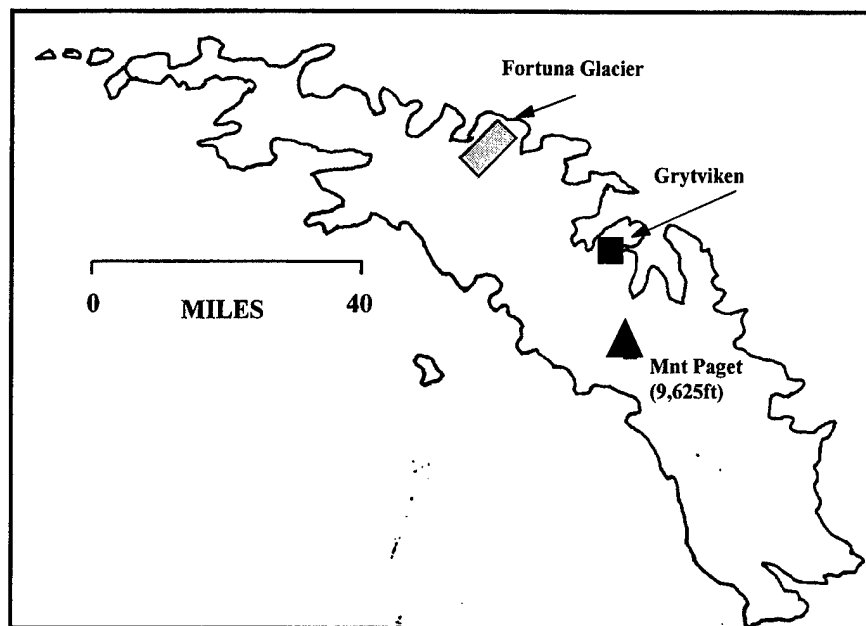 Fortuna Glacier
Grytviken
0
40
MILES
Mnt Paget
(9,625ft)